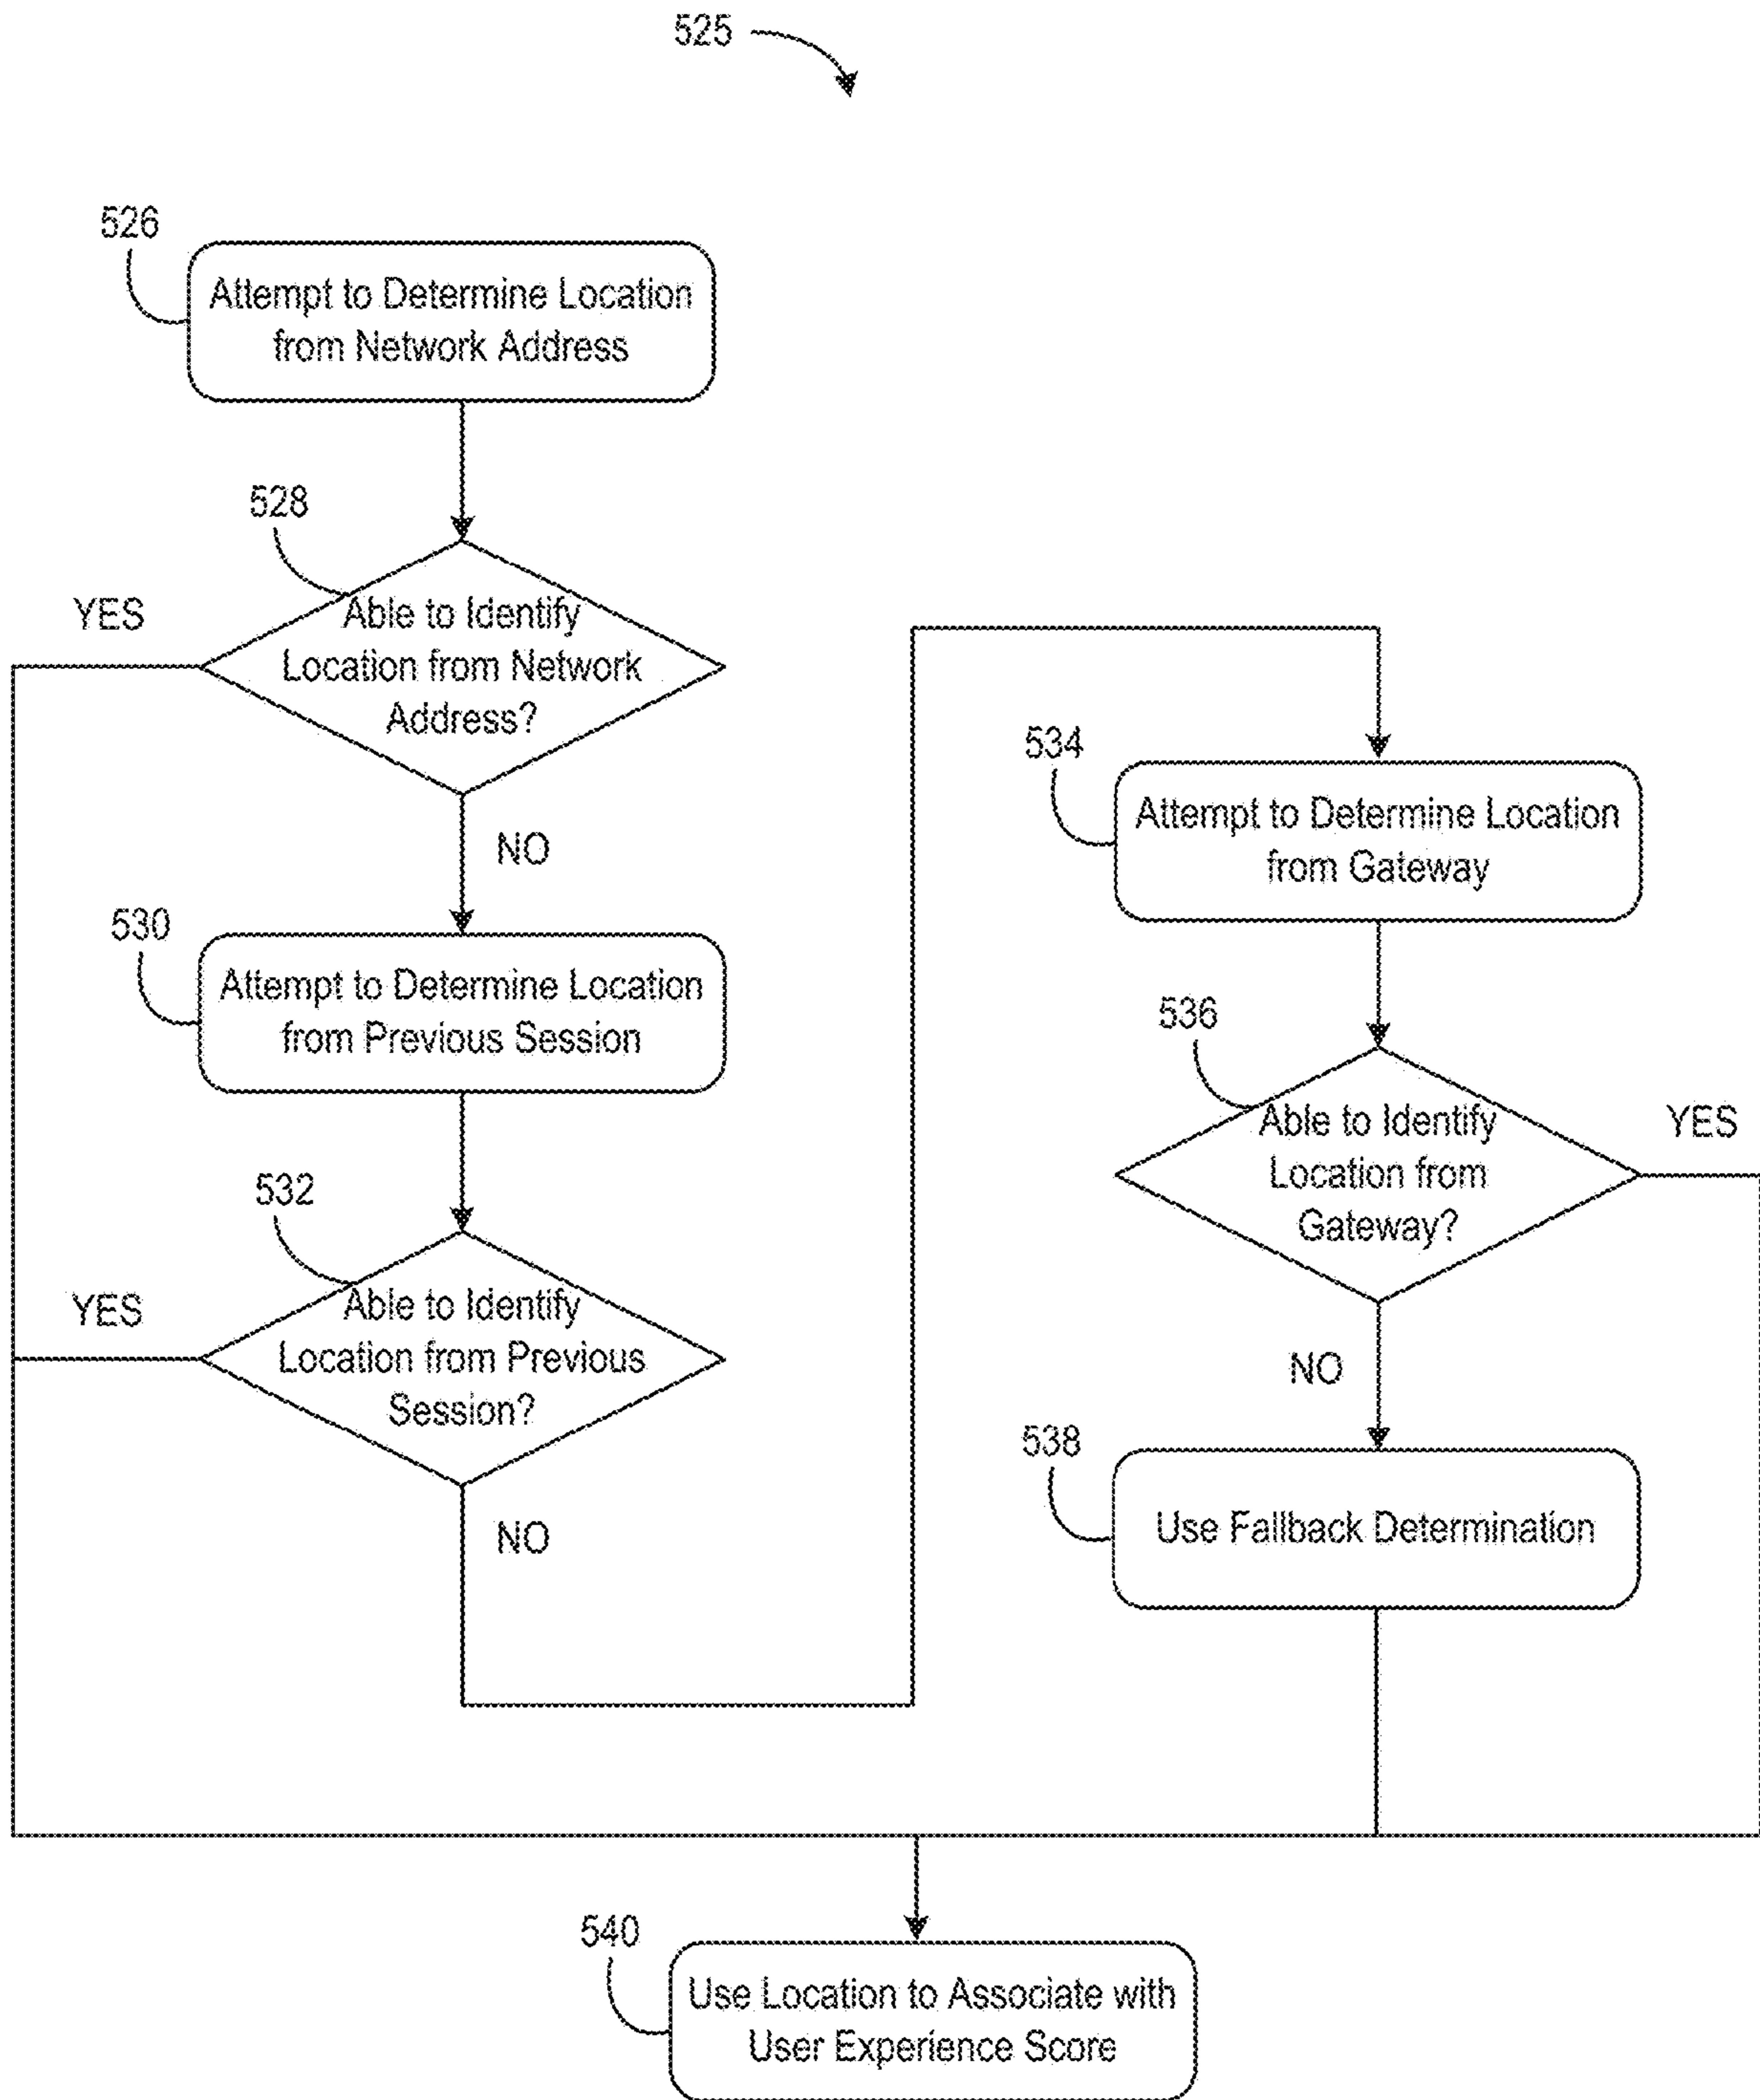 525
526
Attempt to Determine Location
from Network Address
528
YES
Able to Identify
Location from Network
Address?
NO
530
Attempt to Determine Location
from Previous Session
532
YES
Able to Identify
Location from Previous
Session?
NO
534
Attempt to Determine Location
from Gateway
536
Able to Identify
Location from
Gateway?
YES
NO
538
Use Fallback Determination
540
Use Location to Associate with
User Experience Score